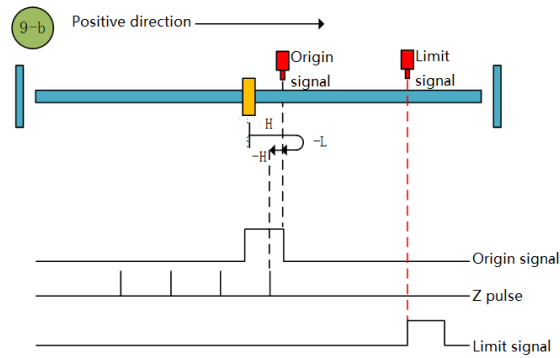 9-b
Positive direction
Origin
signal
Limit
signal
H
-L
-H
Origin signal
Z pulse
Limit signal